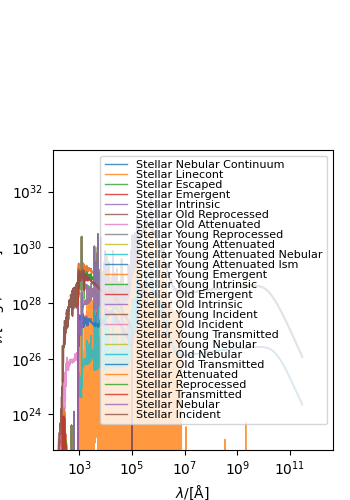 10^32
10^30
10^28
10^26
10^24
Stellar Nebular Continuum
Stellar Linecont
Stellar Escaped
Stellar Emergent
Stellar Intrinsic
Stellar Old Reprocessed
Stellar Old Attenuated
Stellar Young Reprocessed
Stellar Young Attenuated
Stellar Young Attenuated Nebular
Stellar Young Attenuated Ism
Stellar Young Emergent
Stellar Young Intrinsic
Stellar Old Emergent
Stellar Old Intrinsic
Stellar Young Incident
Stellar Old Incident
Stellar Young Transmitted
Stellar Young Nebular
Stellar Old Nebular
Stellar Old Transmitted
Stellar Attenuated
Stellar Reprocessed
Stellar Transmitted
Stellar Nebular
Stellar Incident
10^3 10^5 10^7 10^9 10^11
λ/[Å]